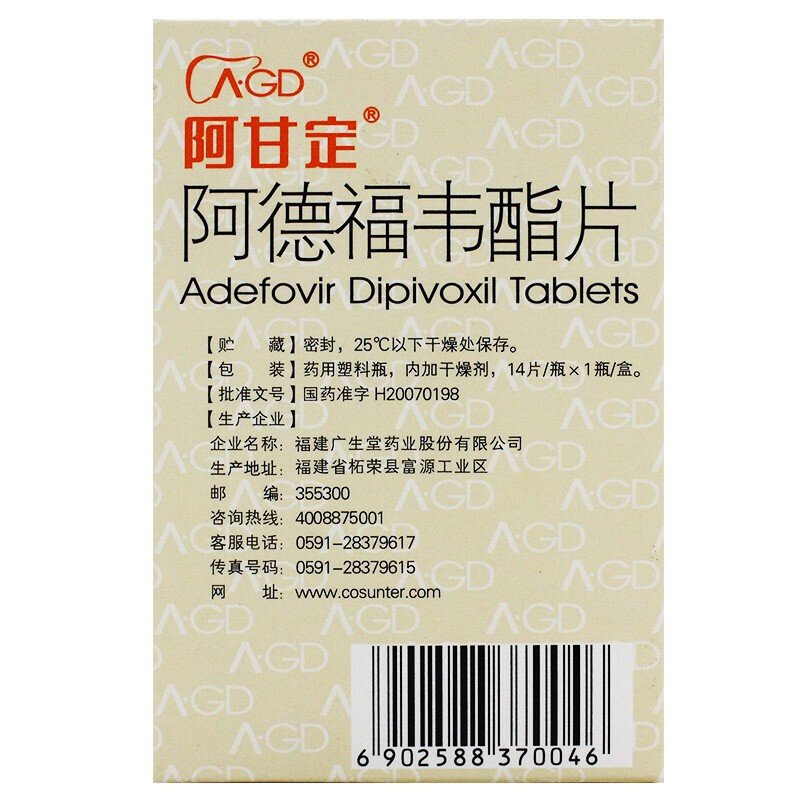 A·GD®
阿甘定®
阿德福韦酯片
Adefovir Dipivoxil Tablets
【贮 藏】密封，25℃以下干燥处保存。
【包 装】药用塑料瓶，内加干燥剂，14片/瓶×1瓶/盒。
【批准文号】国药准字 H20070198
【生产企业】
企业名称：福建广生堂药业股份有限公司
生产地址：福建省柘荣县富源工业区
邮 编：355300
咨询热线：4008875001
客服电话：0591-28379617
传真号码：0591-28379615
网 址：www.cosunter.com
6 902588 370046